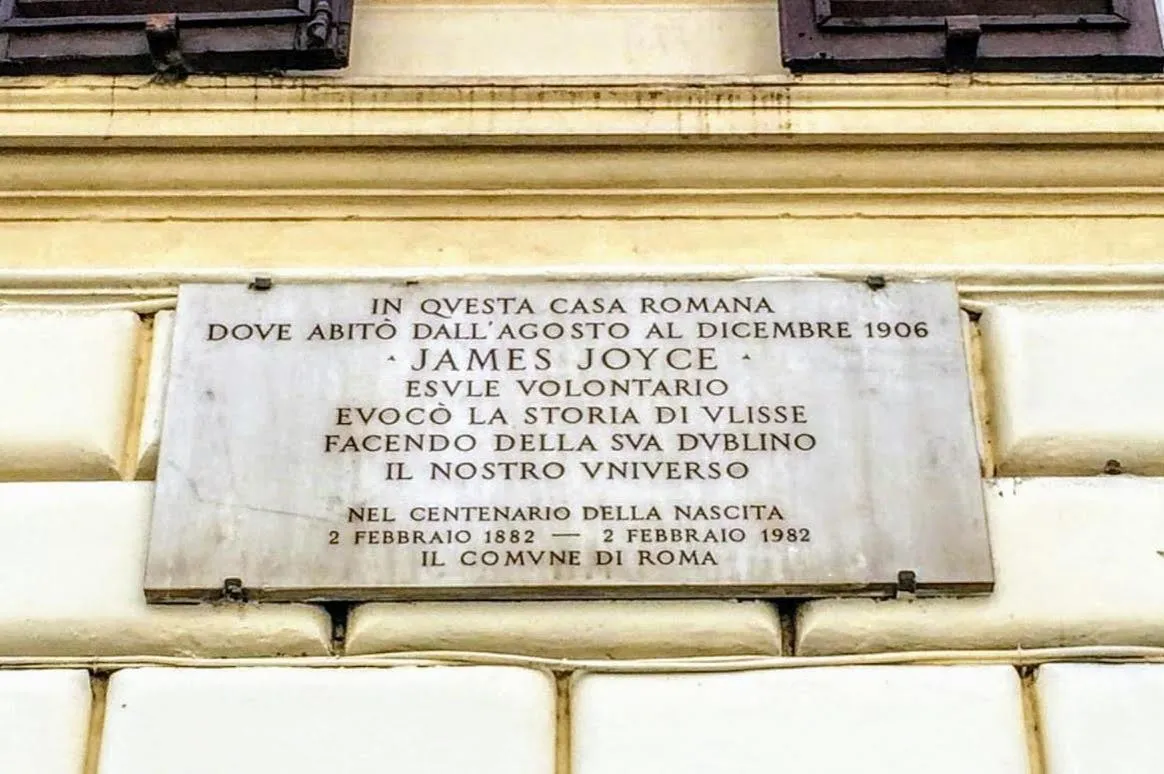 IN QVESTA CASA ROMANA
DOVE ABITÒ DALL'AGOSTO AL DICEMBRE 1906
· JAMES JOYCE ·
ESVLE VOLONTARIO
EVOCÒ LA STORIA DI VLISSE
FACENDO DELLA SVA DVBLINO
IL NOSTRO VNIVERSO
NEL CENTENARIO DELLA NASCITA
2 FEBBRAIO 1882 — 2 FEBBRAIO 1982
IL COMVNE DI ROMA